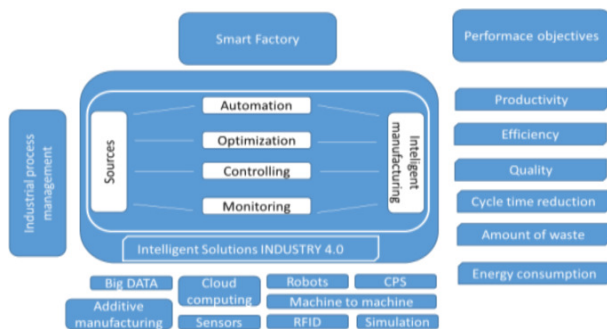 Smart Factory
Performace objectives
Industrial process
management
Sources
Automation
Optimization
Controlling
Monitoring
Inteligent
manufacturing
Intelligent Solutions INDUSTRY 4.0
Productivity
Efficiency
Quality
Cycle time reduction
Amount of waste
Energy consumption
Big DATA
Cloud
computing
Robots
CPS
Additive
manufacturing
Machine to machine
Sensors
RFID
Simulation